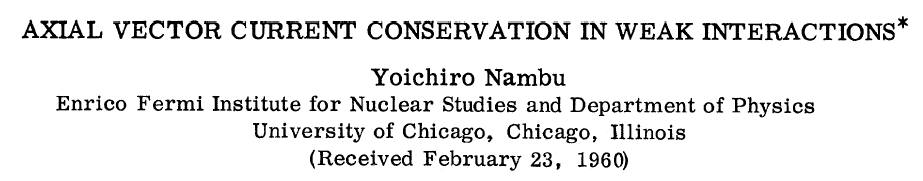 AXIAL VECTOR CURRENT CONSERVATION IN WEAK INTERACTIONS*
Yoichiro Nambu
Enrico Fermi Institute for Nuclear Studies and Department of Physics
University of Chicago, Chicago, Illinois
(Received February 23, 1960)